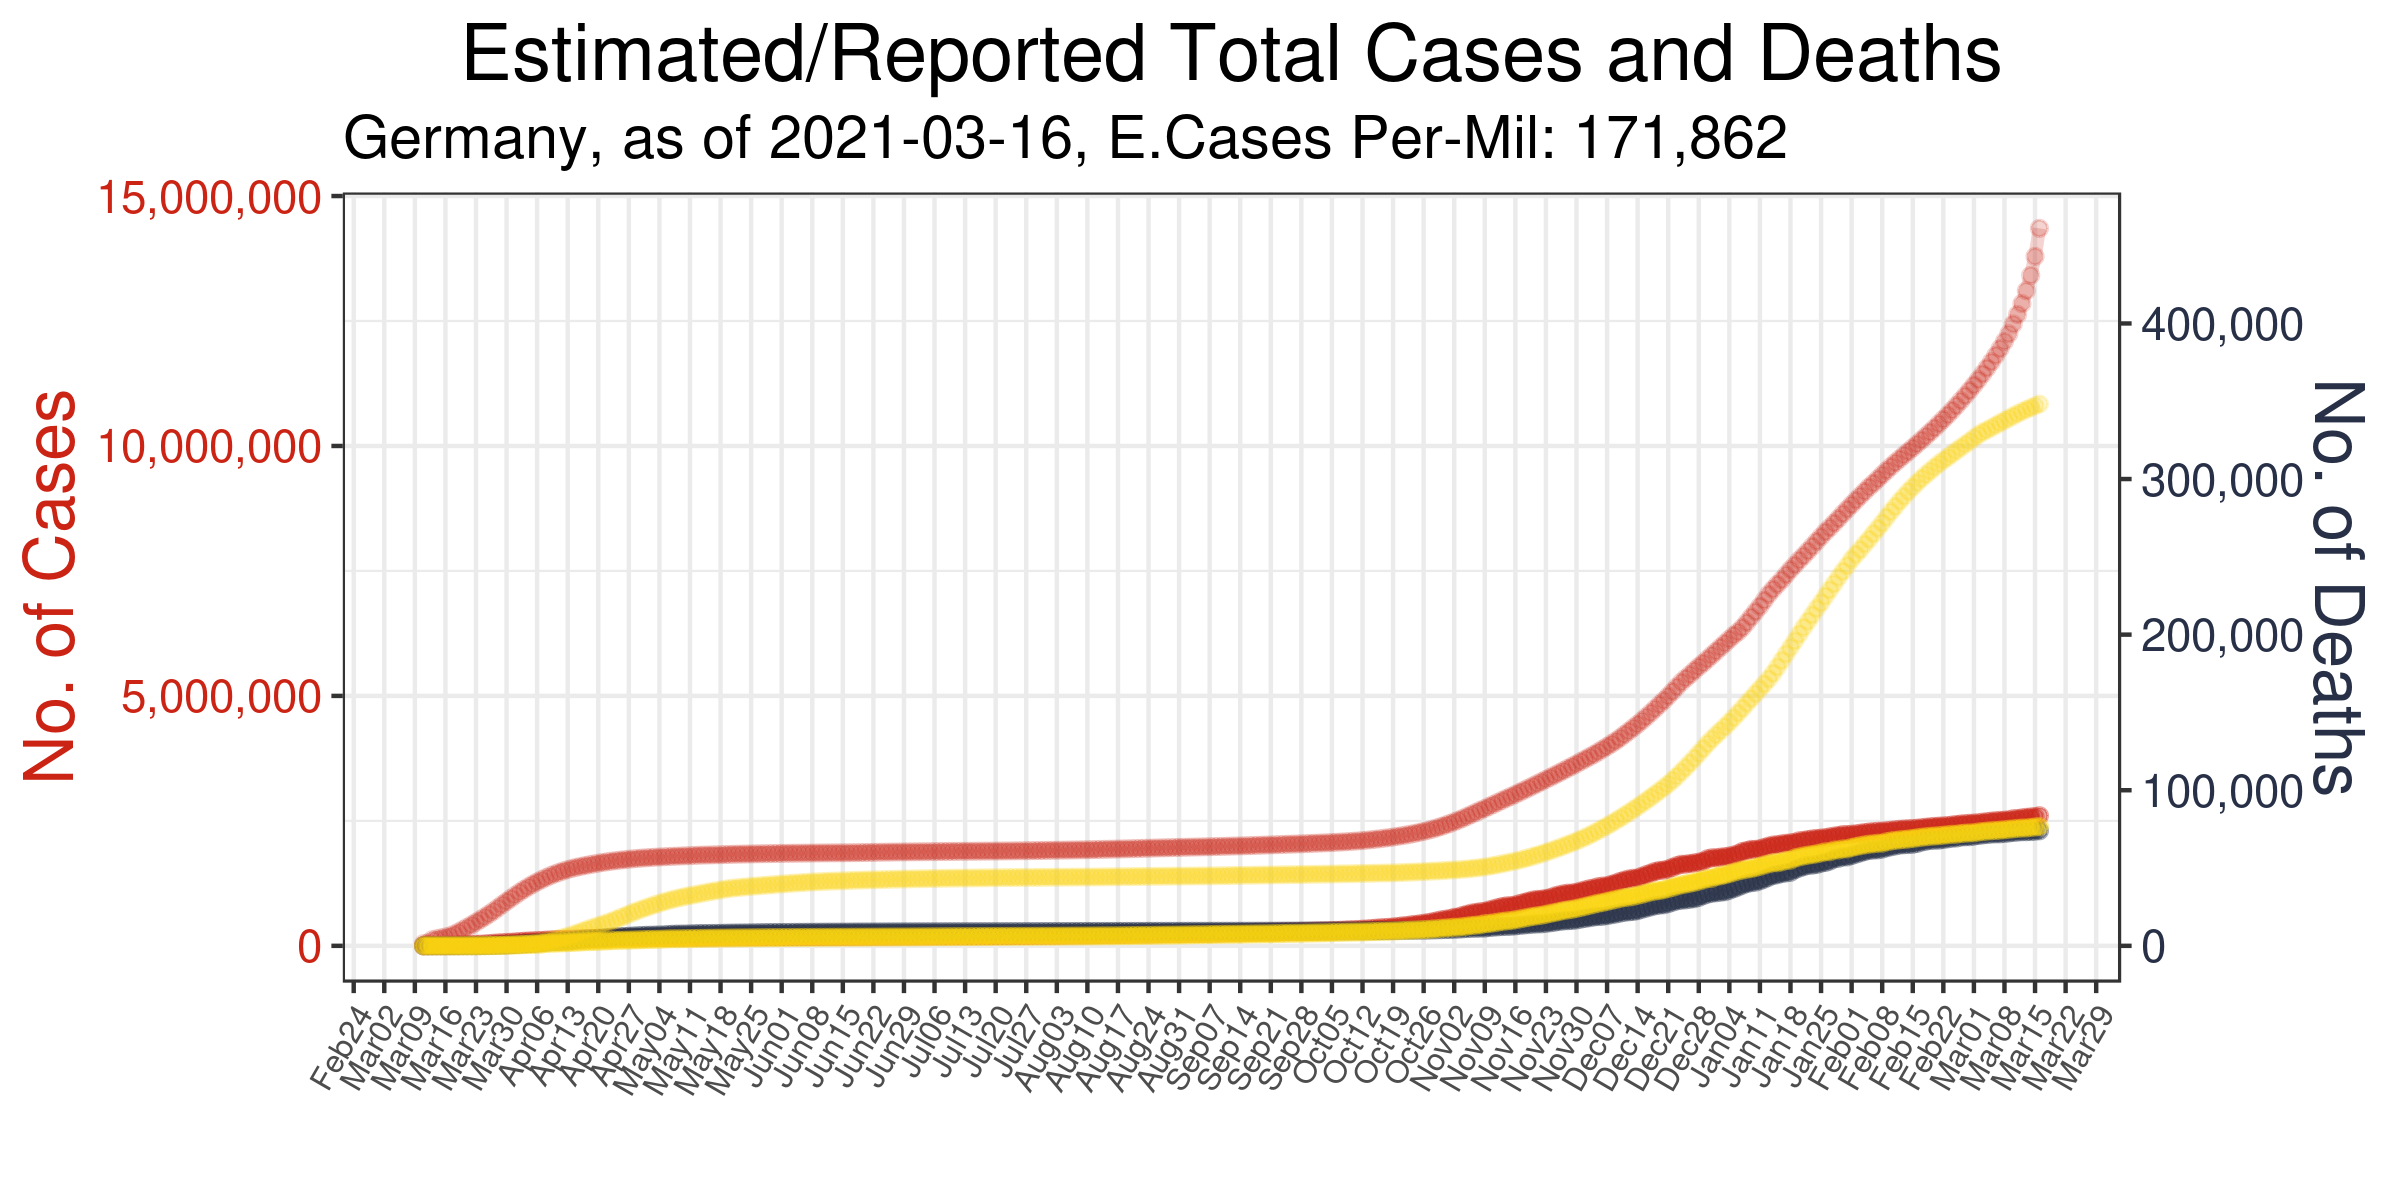 Estimated/Reported Total Cases and Deaths
Germany, as of 2021-03-16, E.Cases Per-Mil: 171,862
No. of Cases
15,000,000
10,000,000
5,000,000
0
400,000
300,000
200,000
100,000
0
No. of Deaths
Feb24
Mar02
Mar09
Mar16
Mar23
Mar30
Apr06
Apr13
Apr20
Apr27
May04
May11
May18
May25
Jun01
Jun08
Jun15
Jun22
Jun29
Jul06
Jul13
Jul20
Jul27
Aug03
Aug10
Aug17
Aug24
Aug31
Sep07
Sep14
Sep21
Sep28
Oct05
Oct12
Oct19
Oct26
Nov02
Nov09
Nov16
Nov23
Nov30
Dec07
Dec14
Dec21
Dec28
Jan04
Jan11
Jan18
Jan25
Feb01
Feb08
Feb15
Feb22
Mar01
Mar08
Mar15
Mar22
Mar29